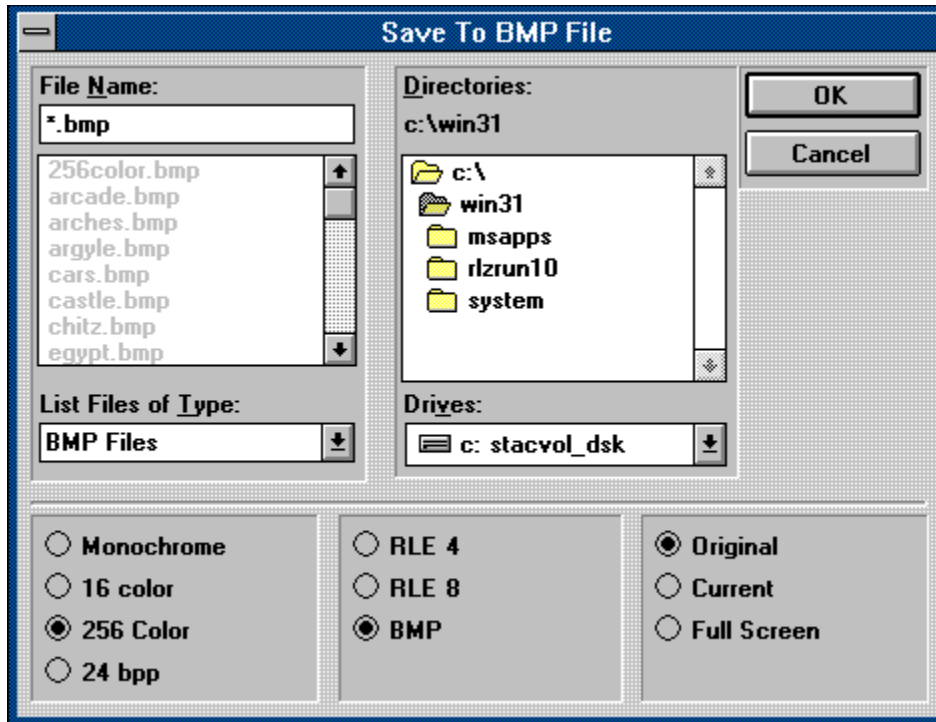 Save To BMP File
File Name:
*.bmp
256color.bmp
arcade.bmp
arches.bmp
argyle.bmp
cars.bmp
castle.bmp
chitz.bmp
egypt.bmp
List Files of Type:
BMP Files
Directories:
c:\win31
c:\
win31
msapps
rlzrun10
system
Drives:
c: stacvol_dsk
OK
Cancel
Monochrome
16 color
256 Color
24 bpp
RLE 4
RLE 8
BMP
Original
Current
Full Screen